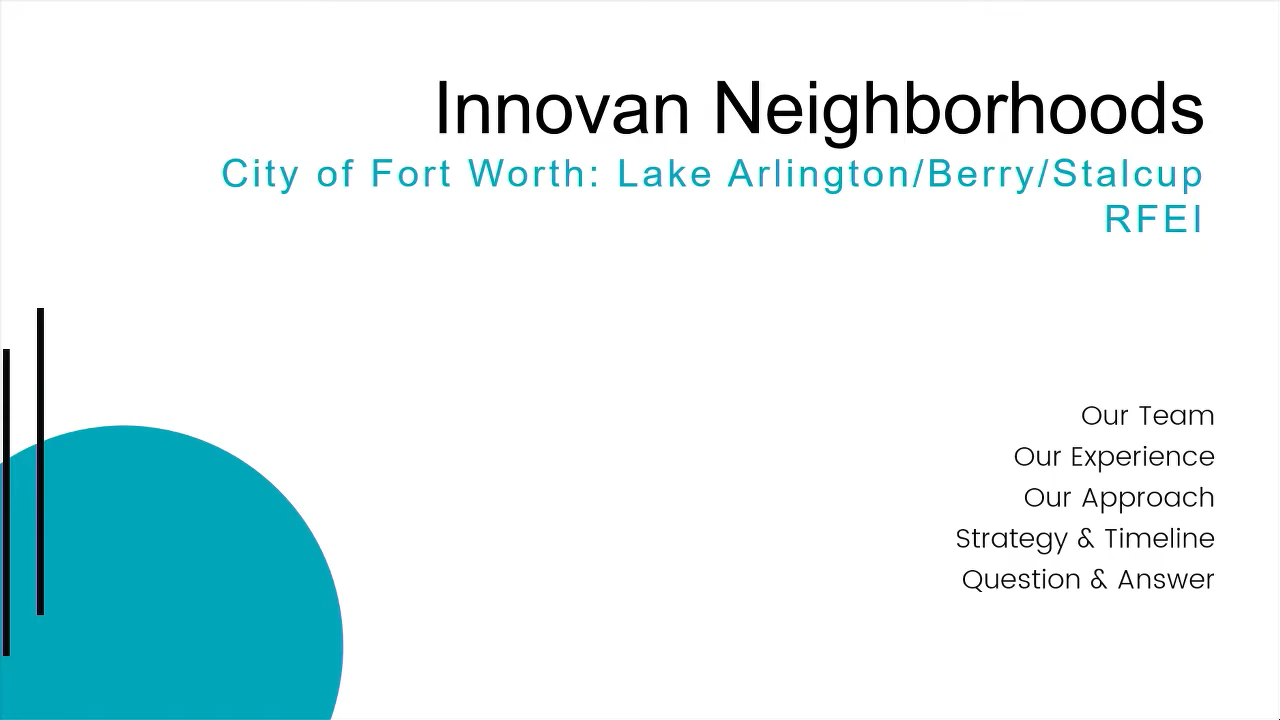 Innovan Neighborhoods
City of Fort Worth: Lake Arlington/Berry/Stalcup
RFEI
Our Team
Our Experience
Our Approach
Strategy & Timeline
Question & Answer